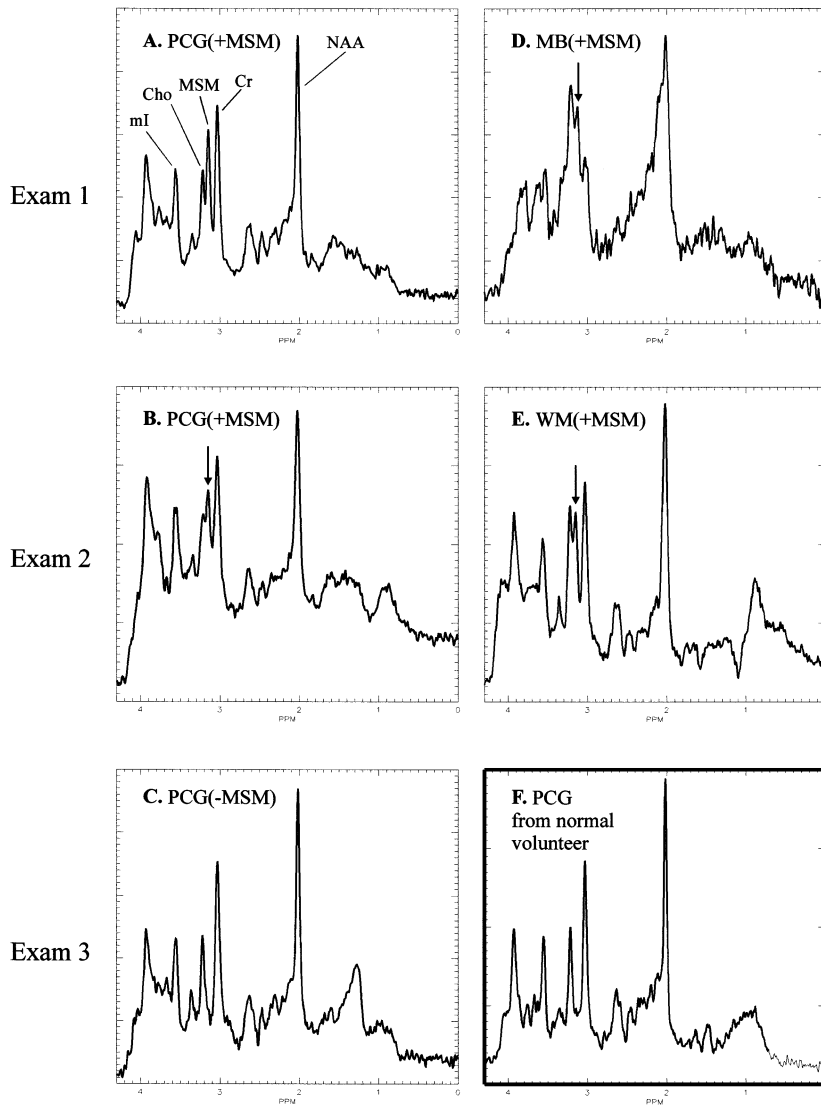 Exam 1
A. PCG(+MSM)
NAA
MSM
Cr
Cho
mI
4 3 2 1 0
PPM
D. MB(+MSM)
4 3 2 1
PPM
Exam 2
B. PCG(+MSM)
4 3 2 1 0
PPM
E. WM(+MSM)
4 3 2 1
PPM
Exam 3
C. PCG(-MSM)
4 3 2 1 0
PPM
F. PCG
from normal
volunteer
4 3 2 1
PPM